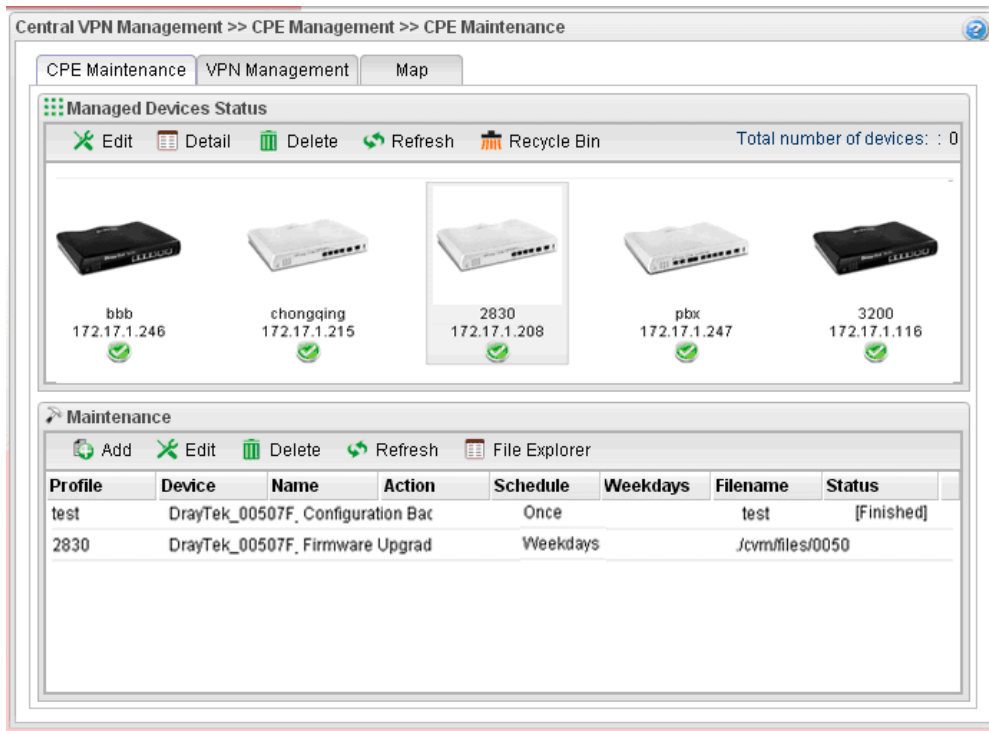 Central VPN Management >> CPE Management >> CPE Maintenance
CPE Maintenance VPN Management Map
Managed Devices Status
Edit Detail Delete Refresh Recycle Bin Total number of devices: : 0
bbb chongqing 2830 pbx 3200
172.17.1.246 172.17.1.215 172.17.1.208 172.17.1.247 172.17.1.116
Maintenance
Add Edit Delete Refresh File Explorer
Profile Device Name Action Schedule Weekdays Filename Status
test DrayTek_00507F_ Configuration Bac Once test [Finished]
2830 DrayTek_00507F_ Firmware Upgrad Weekdays ./cvm/files/0050